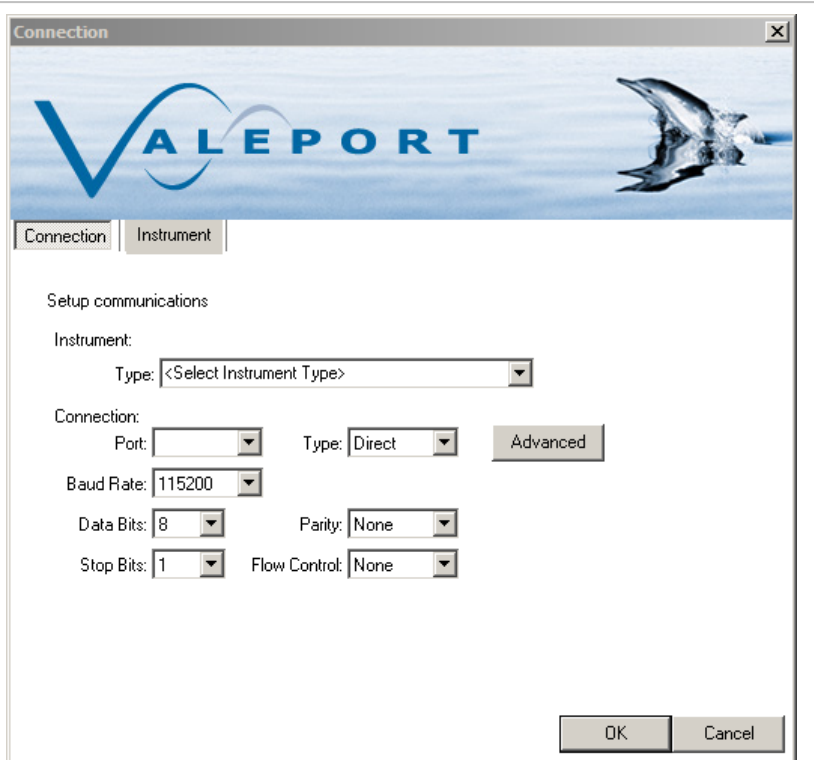 Connection
VALEPORT
Connection Instrument
Setup communications
Instrument:
Type: <Select Instrument Type>
Connection:
Port: Type: Direct Advanced
Baud Rate: 115200
Data Bits: 8 Parity: None
Stop Bits: 1 Flow Control: None
OK Cancel